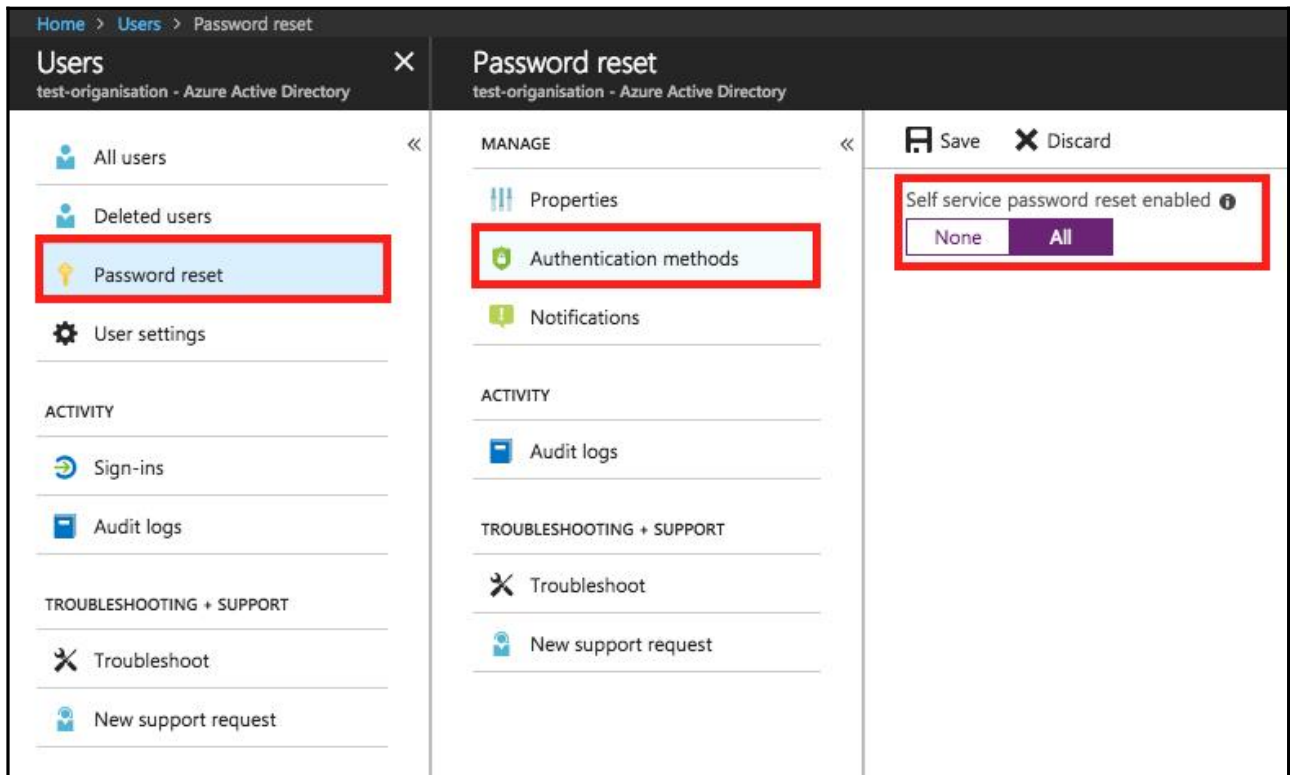 Home > Users > Password reset
Users
test-origanisation - Azure Active Directory
All users
Deleted users
Password reset
User settings
ACTIVITY
Sign-ins
Audit logs
TROUBLESHOOTING + SUPPORT
Troubleshoot
New support request
Password reset
test-origanisation - Azure Active Directory
MANAGE
Properties
Authentication methods
Notifications
ACTIVITY
Audit logs
TROUBLESHOOTING + SUPPORT
Troubleshoot
New support request
Save Discard
Self service password reset enabled
None All